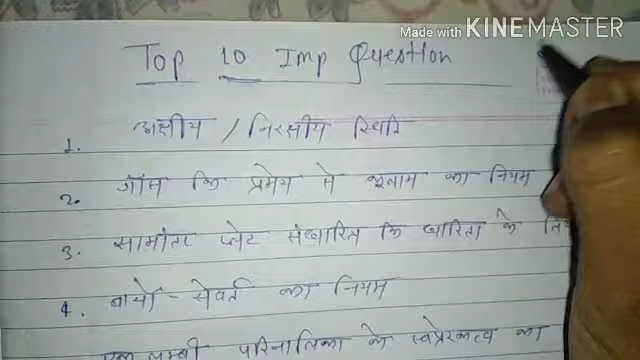 Made with KINEMASTER
Top 10 Imp Question
1. अक्षीय / निरक्षीय स्थिति
2. गॉस कि प्रमेय से कूलाम का नियम
3. सामांतर प्लेट संधारित्र कि धारिता के लि
4. बायो - सेवर्त का नियम
एक लम्बी परिनालिका के स्वप्रेरकत्व का